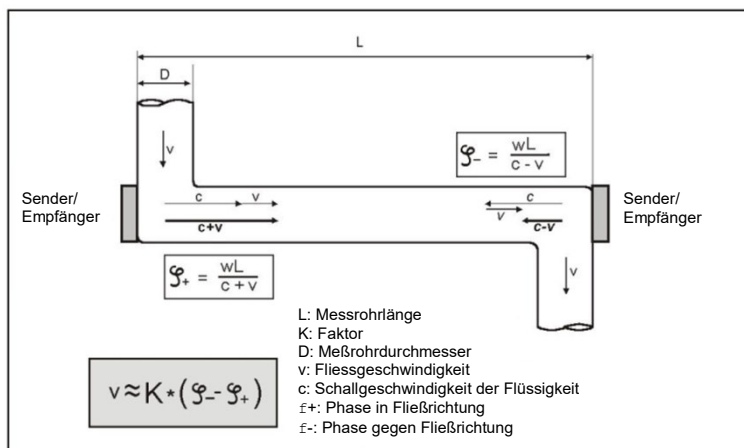 L
D
v
𝜑₋ = wL / c - v
Sender/
Empfänger
c v
c+v
c
v
c-v
Sender/
Empfänger
𝜑₊ = wL / c + v
v
L: Messrohrlänge
K: Faktor
D: Meßrohrdurchmesser
v: Fliessgeschwindigkeit
c: Schallgeschwindigkeit der Flüssigkeit
f+: Phase in Fließrichtung
f-: Phase gegen Fließrichtung
v ≈ K * (𝜑₋ - 𝜑₊)